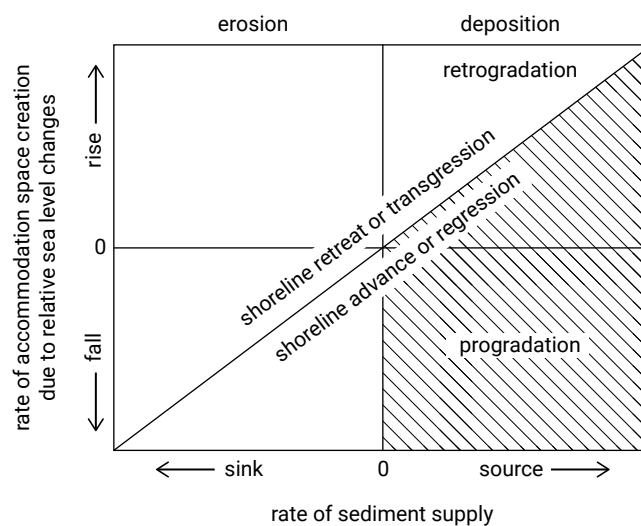 erosion
deposition
retrogradation
rate of accommodation space creation
due to relative sea level changes
rise
0
fall
shoreline retreat or transgression
shoreline advance or regression
progradation
sink
0
source
rate of sediment supply